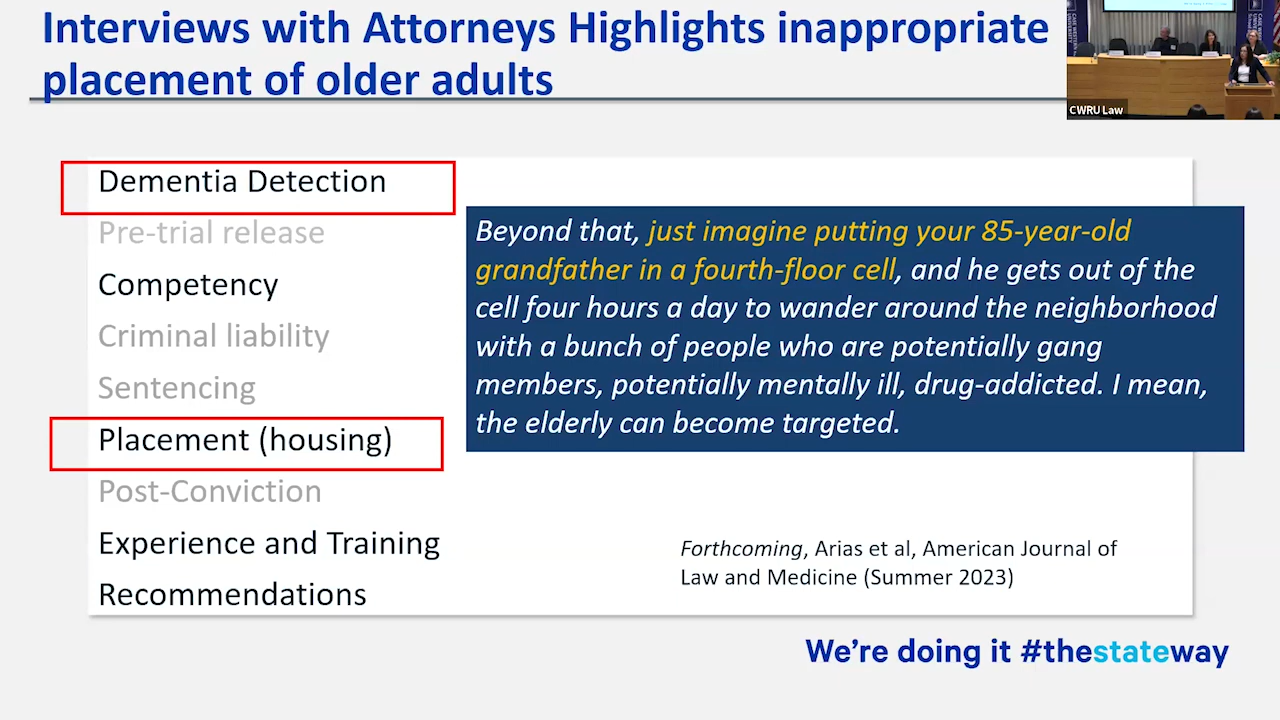 Interviews with Attorneys Highlights inappropriate
placement of older adults
CWRU Law
Dementia Detection
Pre-trial release
Competency
Criminal liability
Sentencing
Placement (housing)
Post-Conviction
Experience and Training
Recommendations
Beyond that, just imagine putting your 85-year-old
grandfather in a fourth-floor cell, and he gets out of the
cell four hours a day to wander around the neighborhood
with a bunch of people who are potentially gang
members, potentially mentally ill, drug-addicted. I mean,
the elderly can become targeted.
Forthcoming, Arias et al, American Journal of
Law and Medicine (Summer 2023)
We're doing it #thestateway